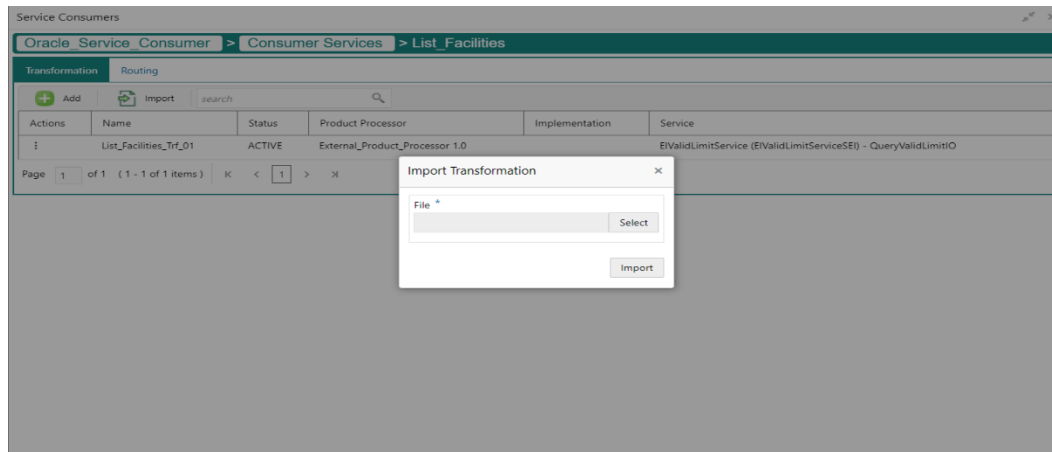 Service Consumers
Oracle_Service_Consumer > Consumer Services > List_Facilities
Transformation Routing
Add Import search
Actions Name Status Product Processor Implementation Service
List_Facilities_Trf_01 ACTIVE External_Product_Processor 1.0 EIValidLimitService (EIValidLimitServiceSEI) - QueryValidLimitIO
Page 1 of 1 (1 - 1 of 1 items) K < 1 > >|
Import Transformation ×
File *
Select
Import